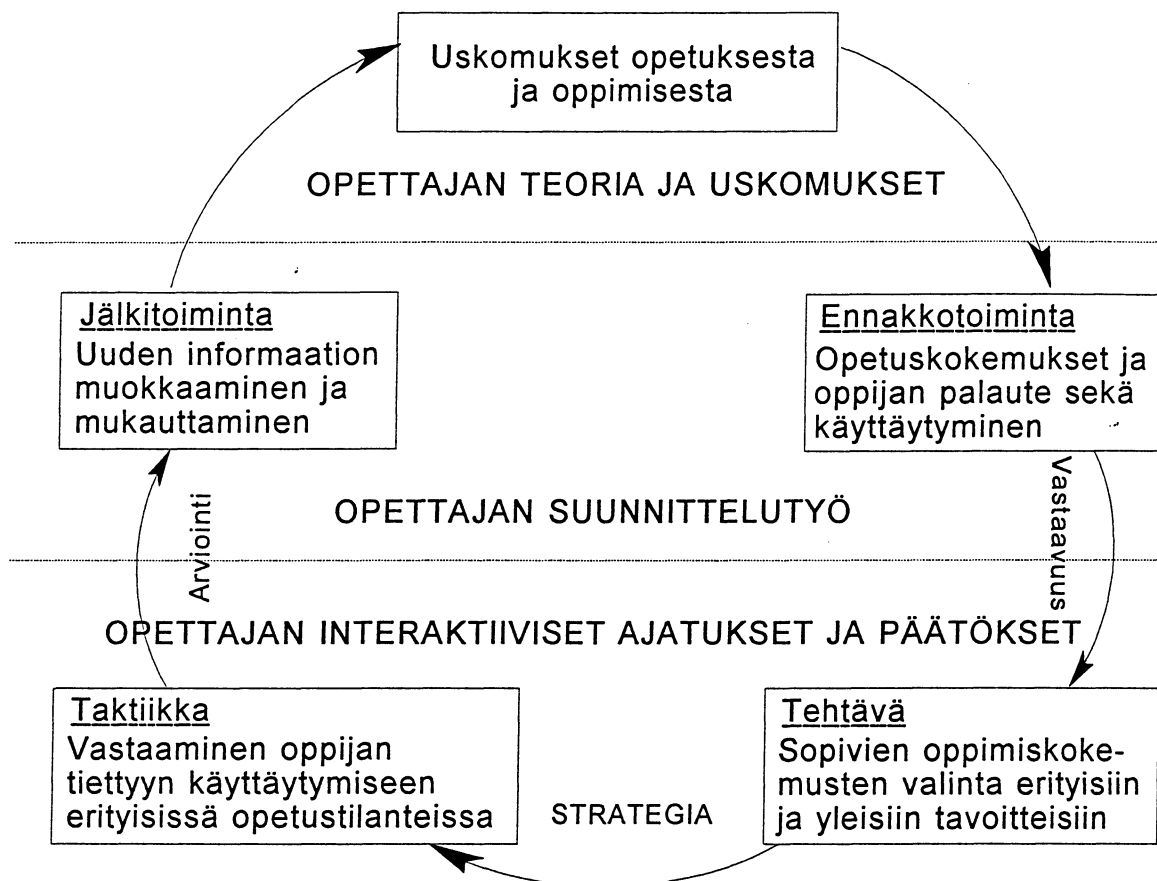 Uskomukset opetuksesta
ja oppimisesta
OPETTAJAN TEORIA JA USKOMUKSET
Jälkitoiminta
Uuden informaation
muokkaaminen ja
mukauttaminen
Ennakkotoiminta
Opetuskokemukset ja
oppijan palaute sekä
käyttäytyminen
Arviointi
OPETTAJAN SUUNNITTELUTYÖ
Vastaavuus
OPETTAJAN INTERAKTIIVISET AJATUKSET JA PÄÄTÖKSET
Taktiikka
Vastaaminen oppijan
tiettyyn käyttäytymiseen
erityisissä opetustilanteissa
STRATEGIA
Tehtävä
Sopivien oppimiskoke-
musten valinta erityisiin
ja yleisiin tavoitteisiin